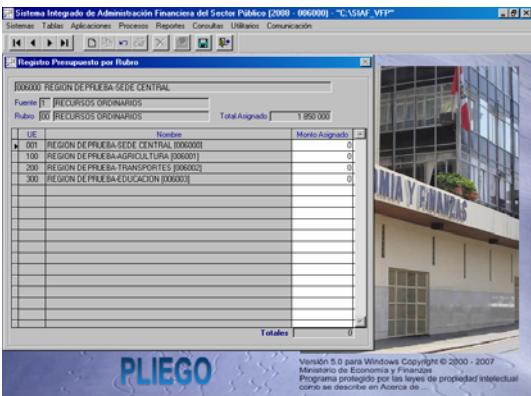 Sistema Integrado de Administración Financiera del Sector Público [2008 - 006000] - "C:\SIAF_VFP"
Sistemas Tablas Aplicaciones Procesos Reportes Consultas Utilitarios Comunicación
Registro Presupuesto por Rubro
006000 REGION DE PRUEBA-SEDE CENTRAL
Fuente 1 RECURSOS ORDINARIOS
Rubro 00 RECURSOS ORDINARIOS Total Asignado 1 850 000
UE Nombre Monto Asignado
001 REGION DE PRUEBA-SEDE CENTRAL [006000] 0
100 REGION DE PRUEBA-AGRICULTURA [006001] 0
200 REGION DE PRUEBA-TRANSPORTES [006002] 0
300 REGION DE PRUEBA-EDUCACION [006003] 0
Totales 0
MIA Y FINANZAS
PLIEGO
Versión 5.0 para Windows Copyright © 2000 - 2007
Ministerio de Economía y Finanzas
Programa protegido por las leyes de propiedad intelectual
como se describe en Acerca de ...